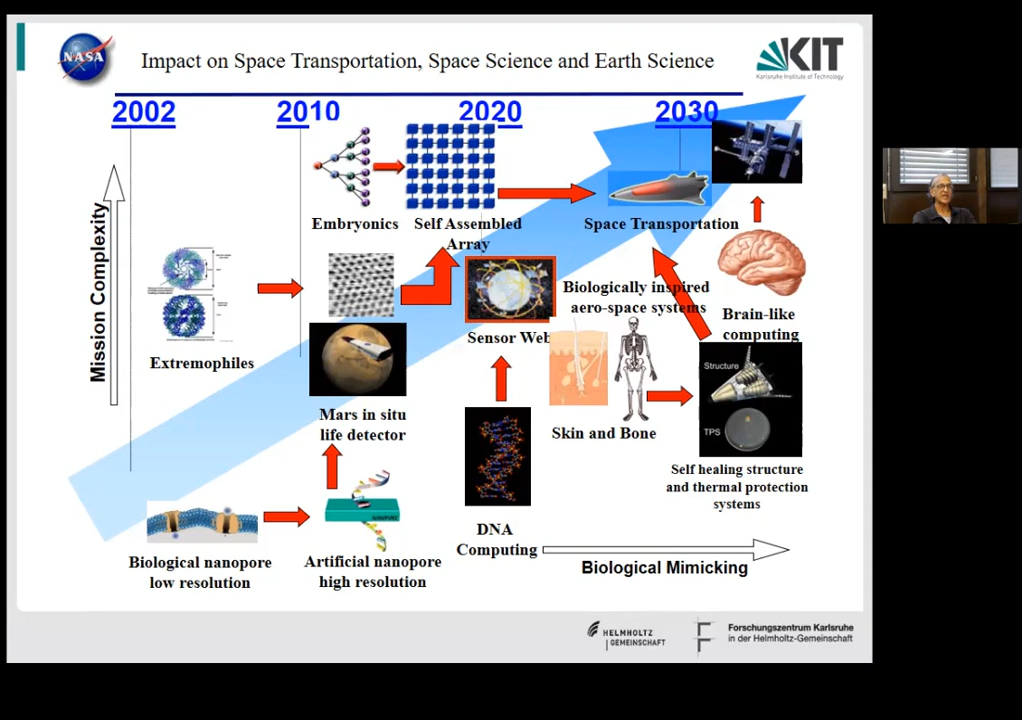 NASA
Impact on Space Transportation, Space Science and Earth Science
KIT
Karlsruhe Institute of Technology
2002
2010
2020
2030
Mission Complexity
Embryonics
Self Assembled
Array
Space Transportation
Extremophiles
Mars in situ
life detector
Sensor Web
Biologically inspired
aero-space systems
Brain-like
computing
Skin and Bone
Structure
TPS
Self healing structure
and thermal protection
systems
Biological nanopore
low resolution
Artificial nanopore
high resolution
DNA
Computing
Biological Mimicking
HELMHOLTZ
GEMEINSCHAFT
Forschungszentrum Karlsruhe
in der Helmholtz-Gemeinschaft